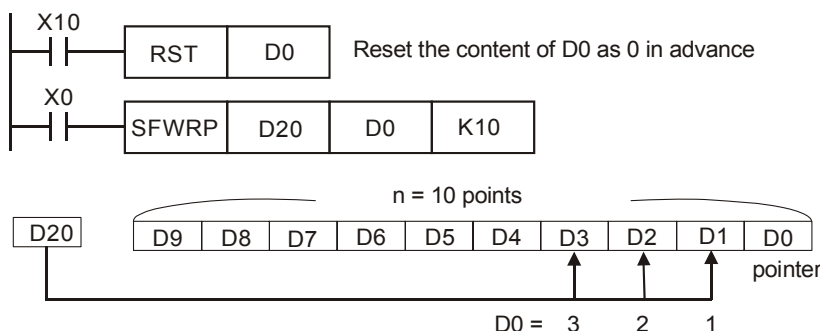 X10
RST D0 Reset the content of D0 as 0 in advance
X0
SFWRP D20 D0 K10
n = 10 points
D20 D9 D8 D7 D6 D5 D4 D3 D2 D1 D0
pointer
D0 = 3 2 1